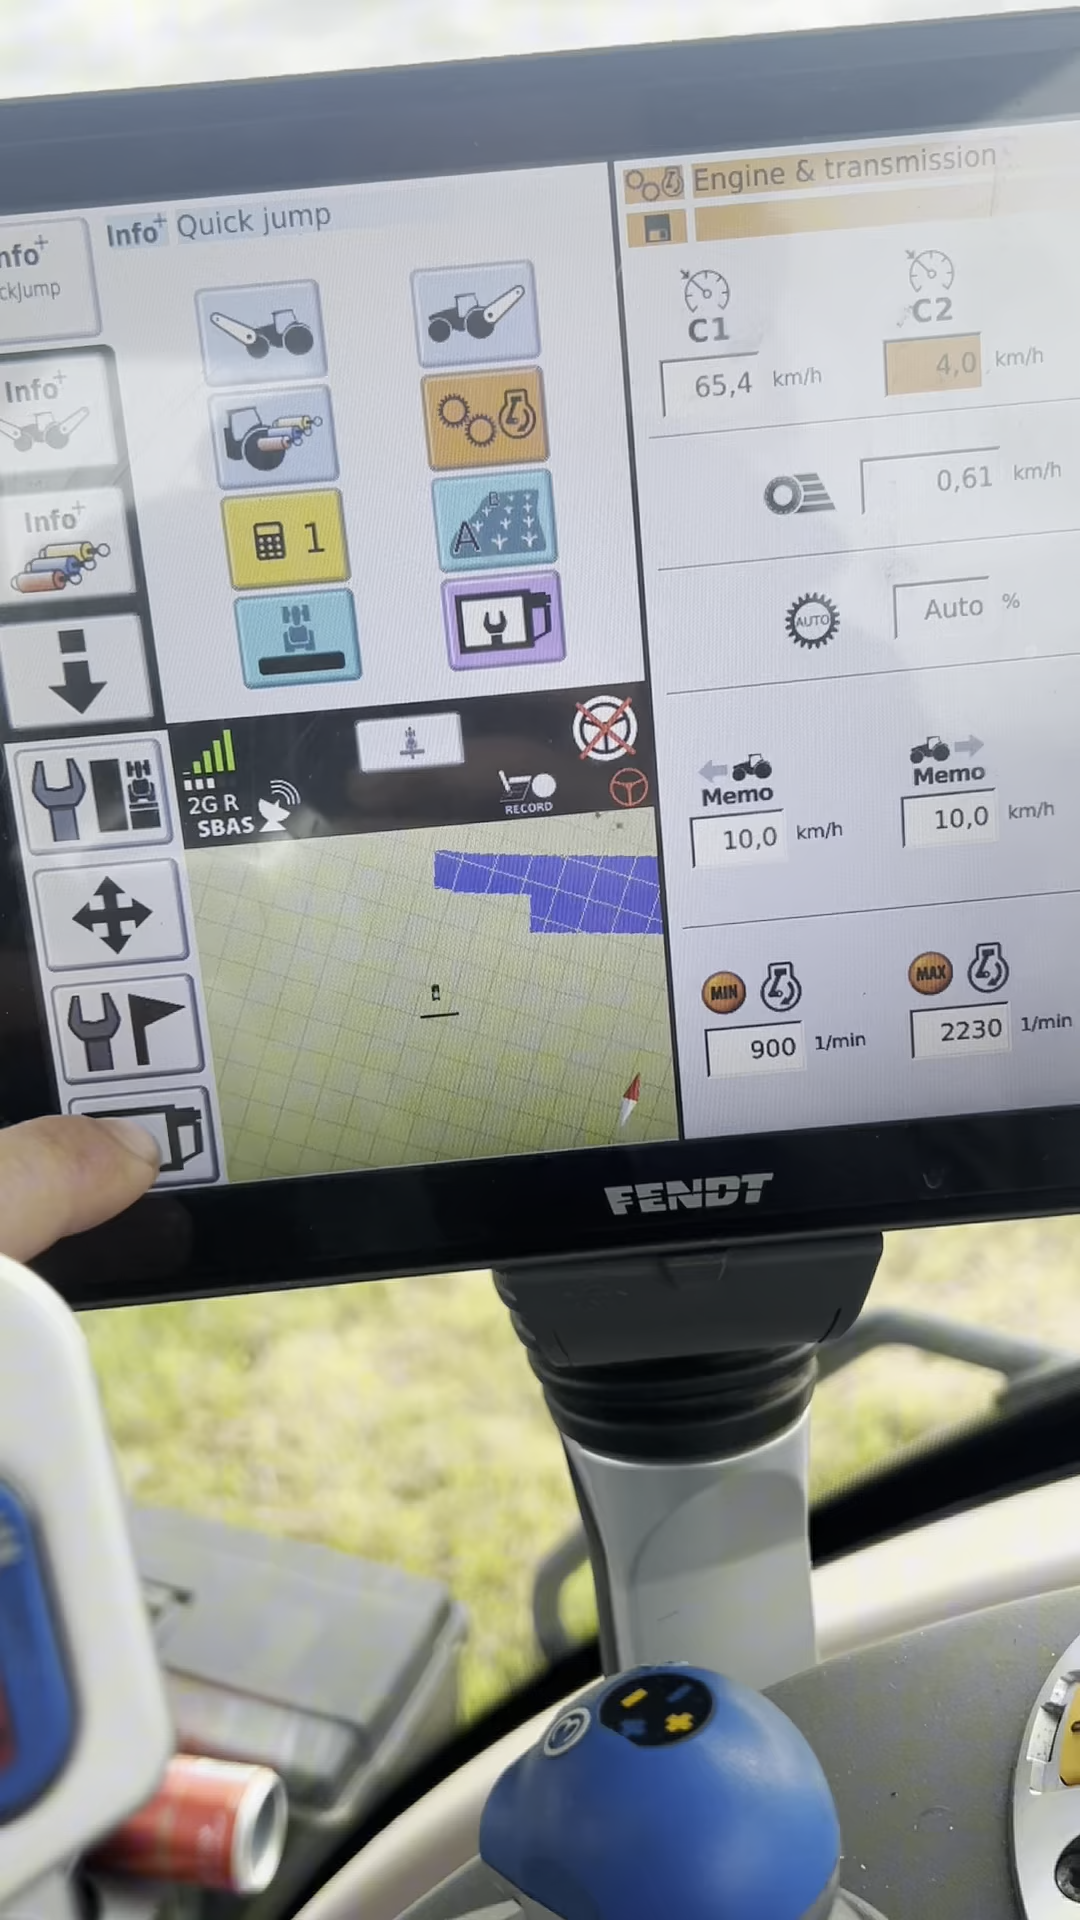 nfo+
ckJump
Info+ Quick jump
Info+
Info+
1
A
B
2G R
SBAS
RECORD
Engine & transmission
C1
C2
65,4 km/h
4,0 km/h
0,61 km/h
AUTO
Auto %
Memo
Memo
10,0 km/h
10,0 km/h
MIN
MAX
900 1/min
2230 1/min
FENDT